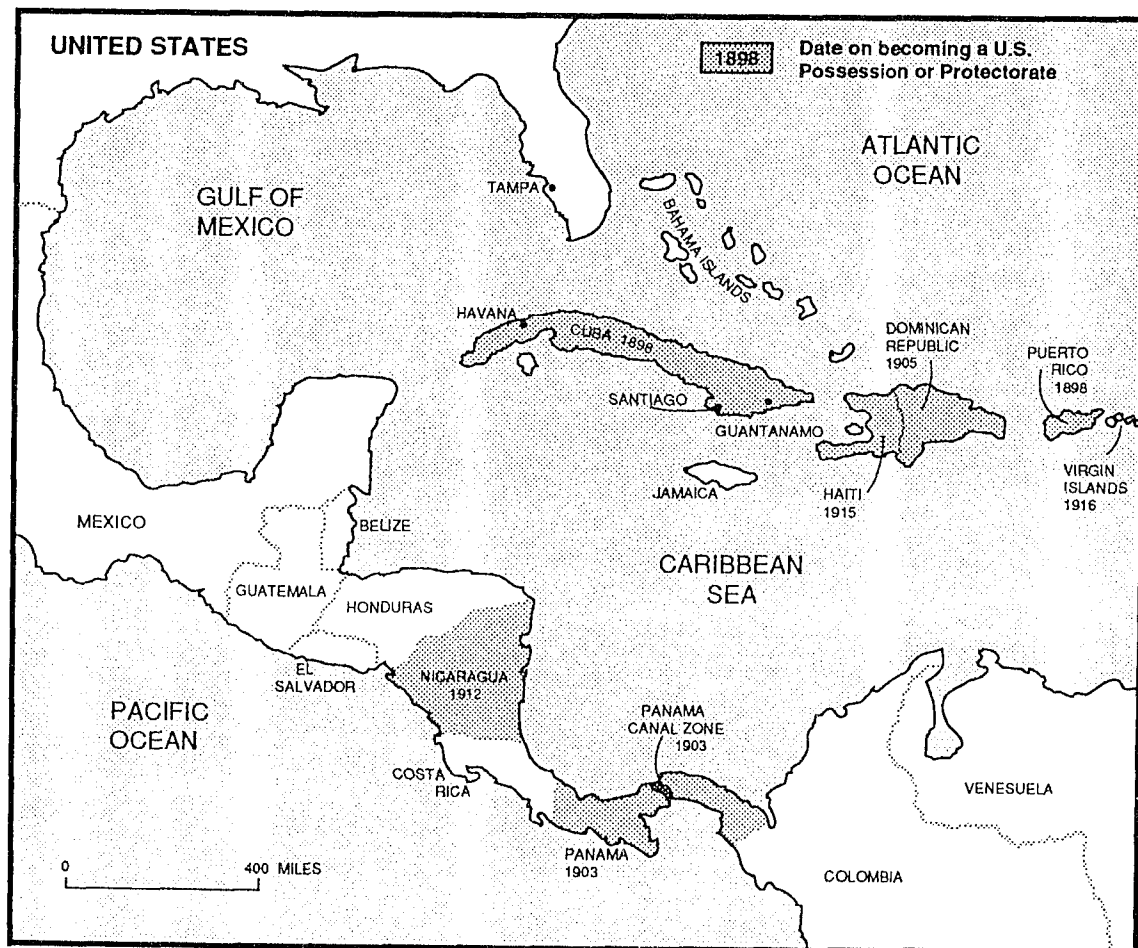 UNITED STATES
1898
Date on becoming a U.S.
Possession or Protectorate
ATLANTIC
OCEAN
GULF OF
MEXICO
TAMPA
BAHAMA ISLANDS
HAVANA
CUBA 1898
DOMINICAN
REPUBLIC
1905
PUERTO
RICO
1898
SANTIAGO
GUANTANAMO
JAMAICA
HAITI
1915
VIRGIN
ISLANDS
1916
MEXICO
BELIZE
CARIBBEAN
SEA
GUATEMALA
HONDURAS
EL
SALVADOR
NICARAGUA
1912
PACIFIC
OCEAN
PANAMA
CANAL ZONE
1903
COSTA
RICA
VENESUELA
PANAMA
1903
COLOMBIA
0
400 MILES